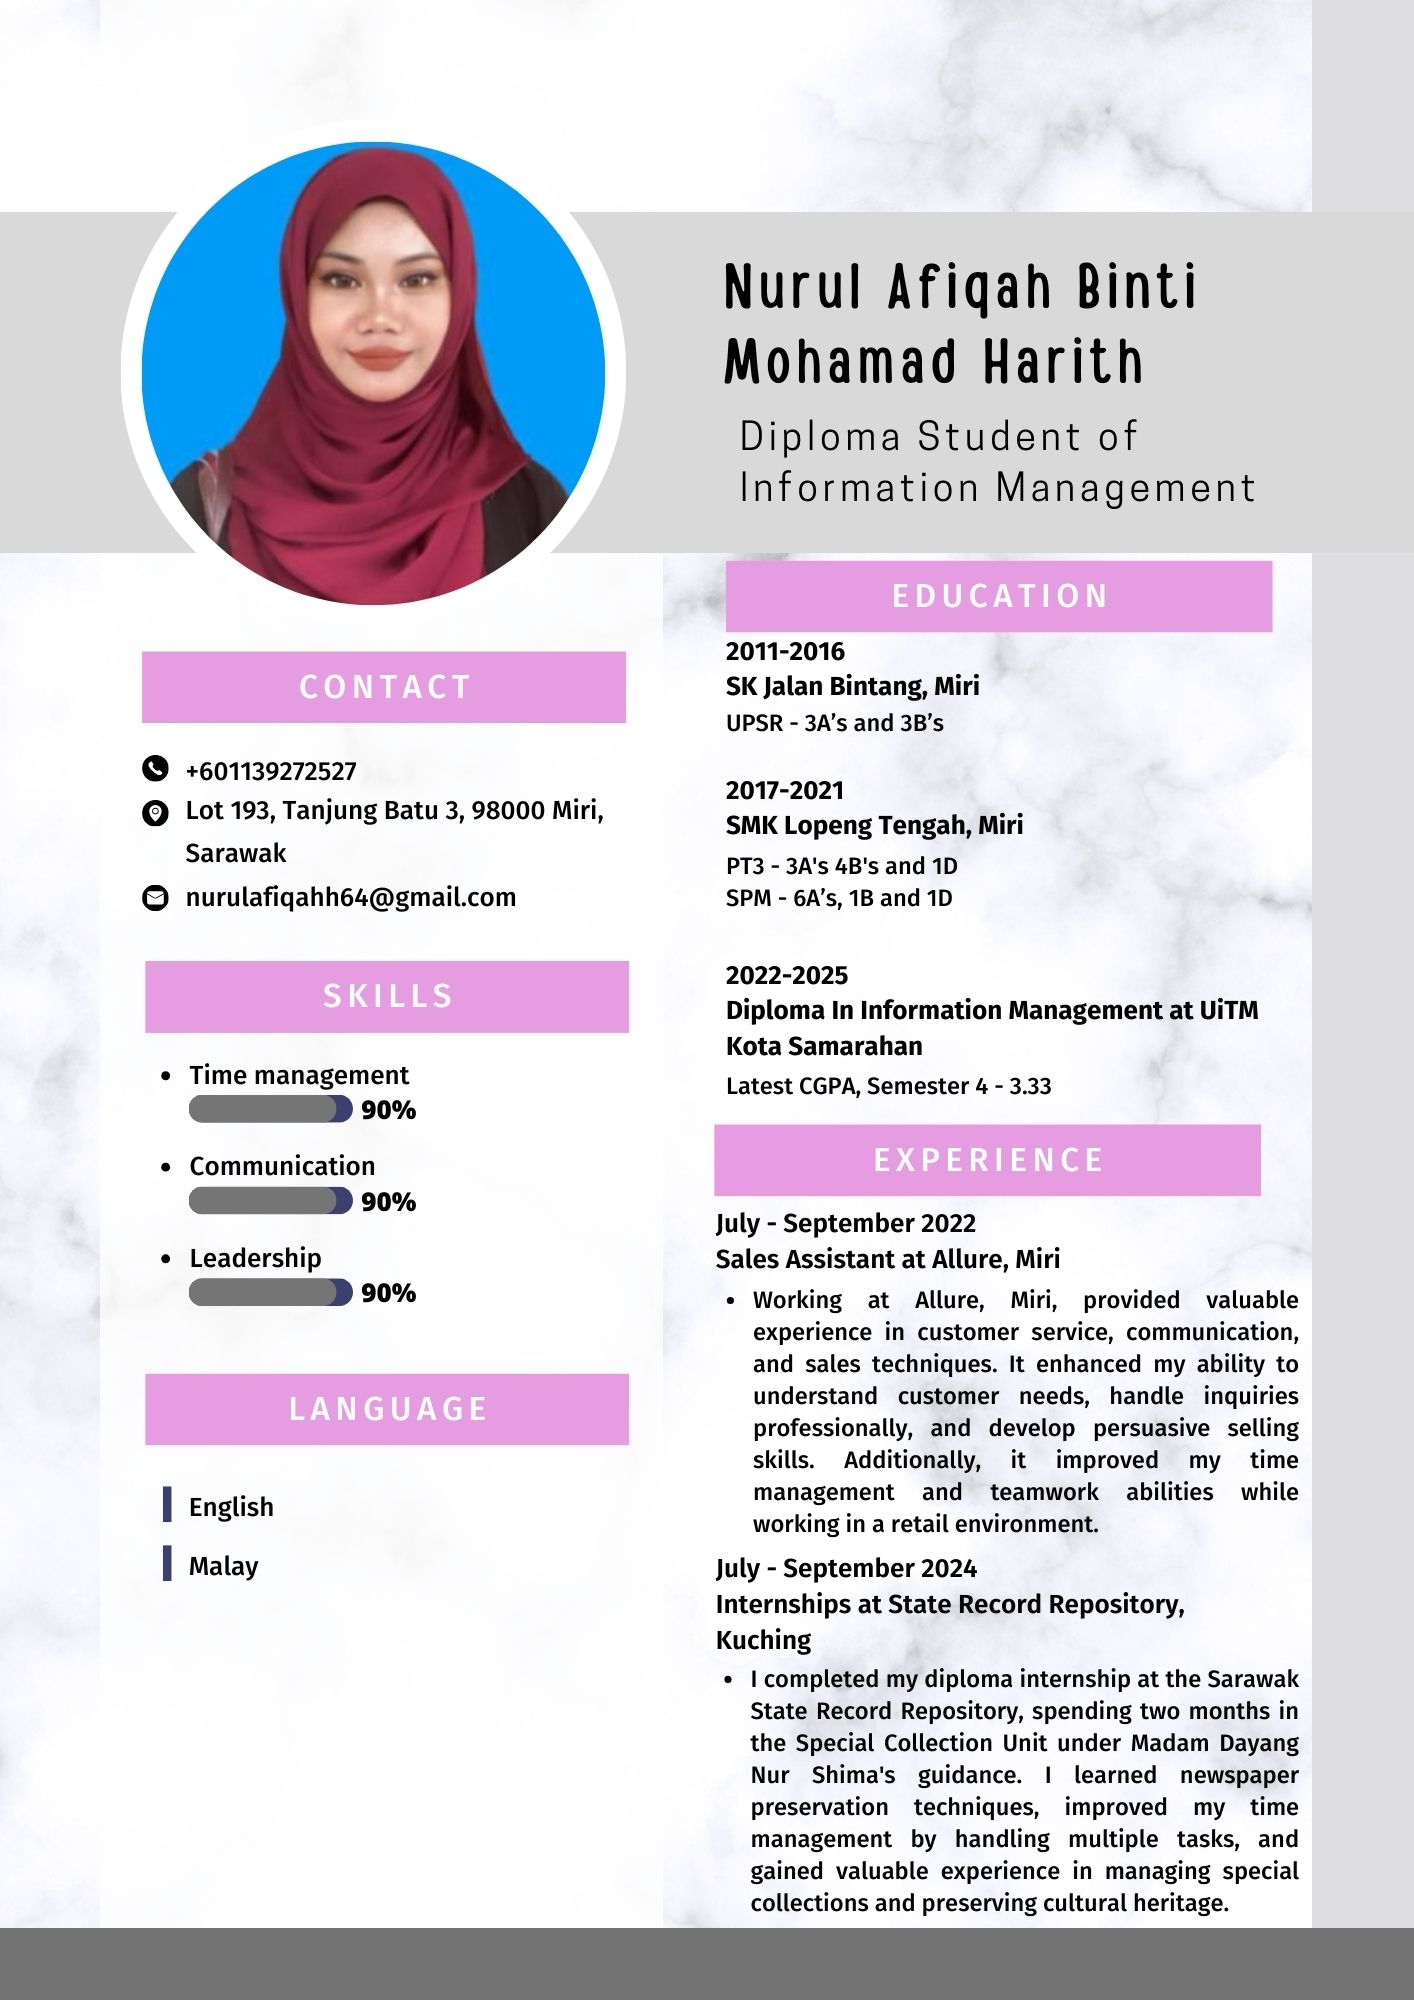 Nurul Afiqah Binti
Mohamad Harith
Diploma Student of
Information Management
CONTACT
+601139272527
Lot 193, Tanjung Batu 3, 98000 Miri,
Sarawak
nurulafiqahh64@gmail.com
SKILLS
• Time management
90%
• Communication
90%
• Leadership
90%
LANGUAGE
English
Malay
EDUCATION
2011-2016
SK Jalan Bintang, Miri
UPSR - 3A’s and 3B’s
2017-2021
SMK Lopeng Tengah, Miri
PT3 - 3A's 4B's and 1D
SPM - 6A’s, 1B and 1D
2022-2025
Diploma In Information Management at UiTM
Kota Samarahan
Latest CGPA, Semester 4 - 3.33
EXPERIENCE
July - September 2022
Sales Assistant at Allure, Miri
• Working at Allure, Miri, provided valuable
experience in customer service, communication,
and sales techniques. It enhanced my ability to
understand customer needs, handle inquiries
professionally, and develop persuasive selling
skills. Additionally, it improved my time
management and teamwork abilities while
working in a retail environment.
July - September 2024
Internships at State Record Repository,
Kuching
• I completed my diploma internship at the Sarawak
State Record Repository, spending two months in
the Special Collection Unit under Madam Dayang
Nur Shima's guidance. I learned newspaper
preservation techniques, improved my time
management by handling multiple tasks, and
gained valuable experience in managing special
collections and preserving cultural heritage.